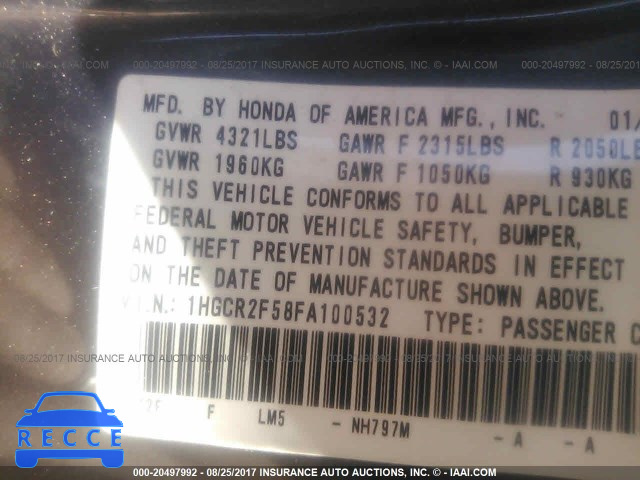 000-20497992 - 08/25/2017 INSURANCE AUTO AUCTIONS, INC. - © - IAAI.COM
MFD. BY HONDA OF AMERICA MFG., INC. 01/
GVWR 4321LBS GAWR F 2315LBS R 2050LB
GVWR 1960KG GAWR F 1050KG R 930KG
THIS VEHICLE CONFORMS TO ALL APPLICABLE
FEDERAL MOTOR VEHICLE SAFETY, BUMPER,
AND THEFT PREVENTION STANDARDS IN EFFECT
ON THE DATE OF MANUFACTURE SHOWN ABOVE.
V.I.N.: 1HGCR2F58FA100532 TYPE: PASSENGER C
F LM5 - NH797M - A - A
RECCE
000-20497992 - 08/25/2017 INSURANCE AUTO AUCTIONS, INC. - © - IAAI.COM